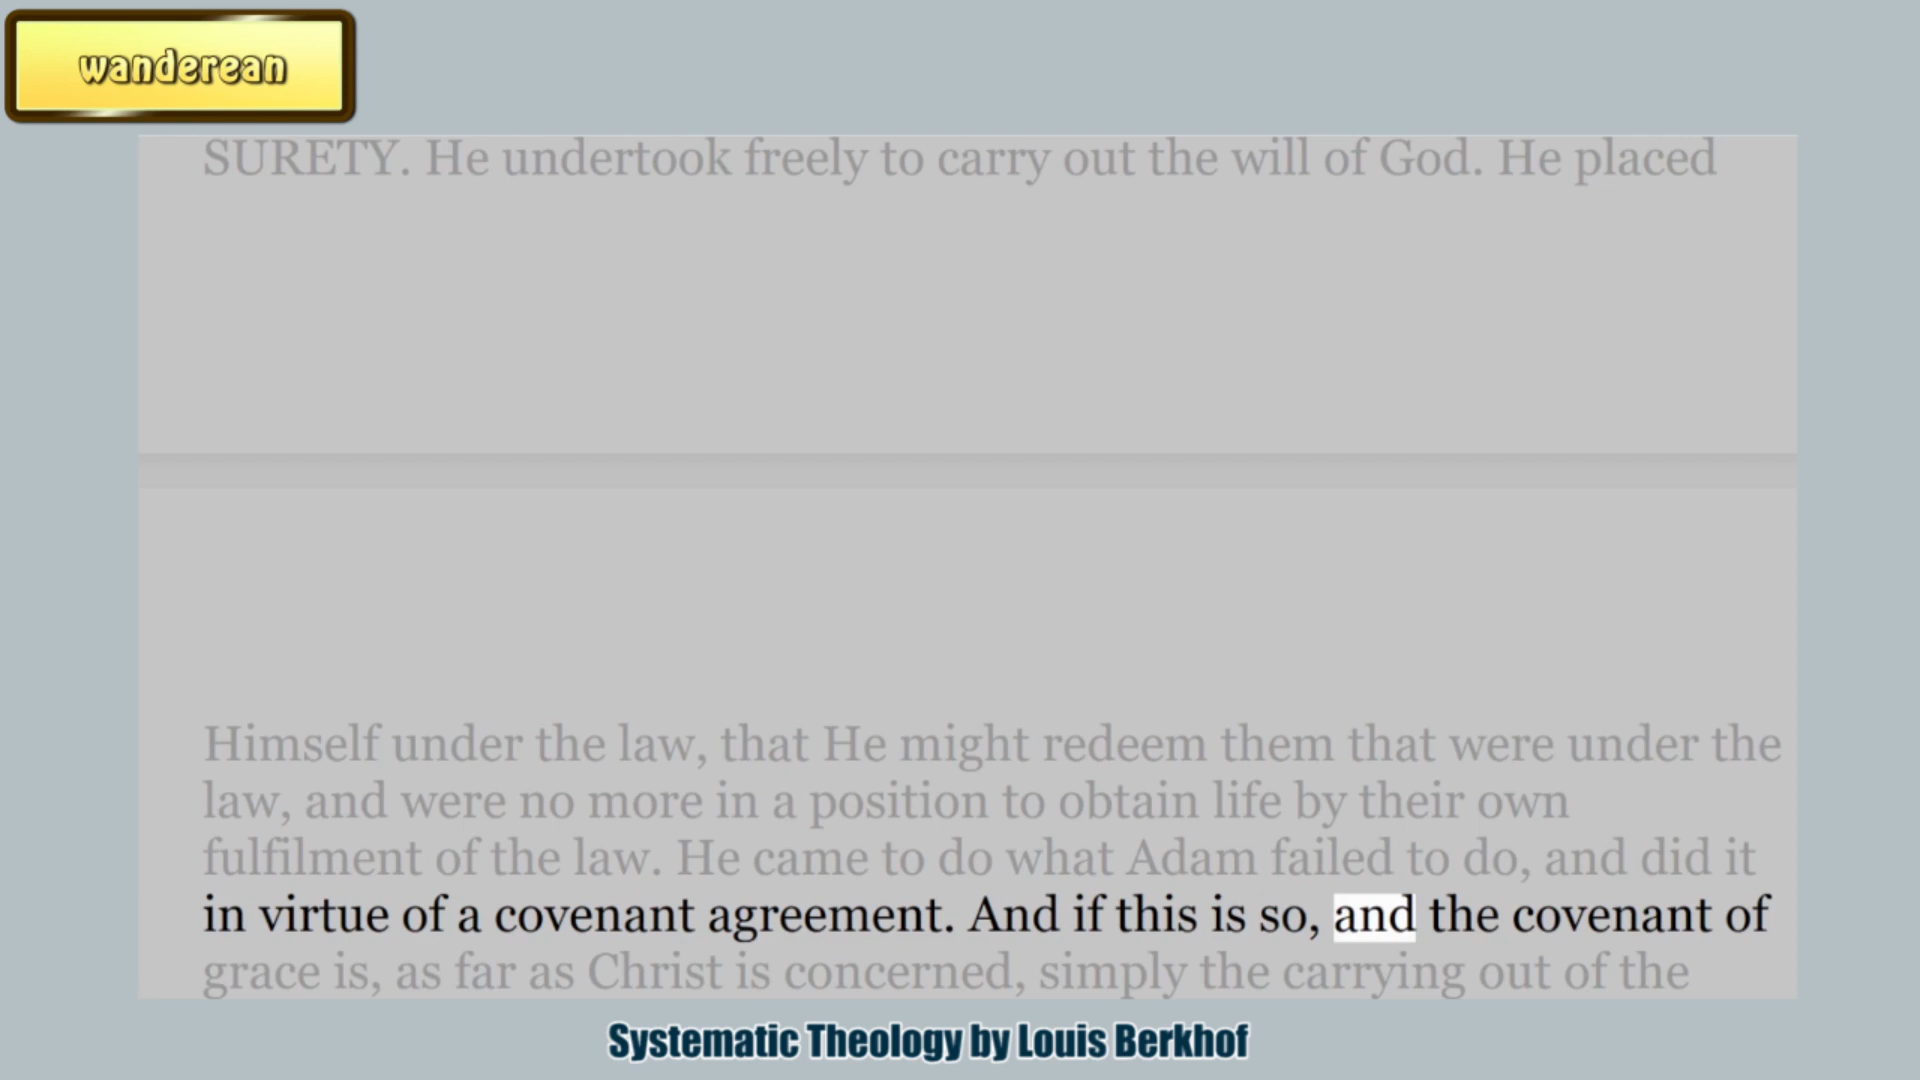 wanderean
SURETY. He undertook freely to carry out the will of God. He placed
Himself under the law, that He might redeem them that were under the
law, and were no more in a position to obtain life by their own
fulfilment of the law. He came to do what Adam failed to do, and did it
in virtue of a covenant agreement. And if this is so, and the covenant of
grace is, as far as Christ is concerned, simply the carrying out of the
Systematic Theology by Louis Berkhof